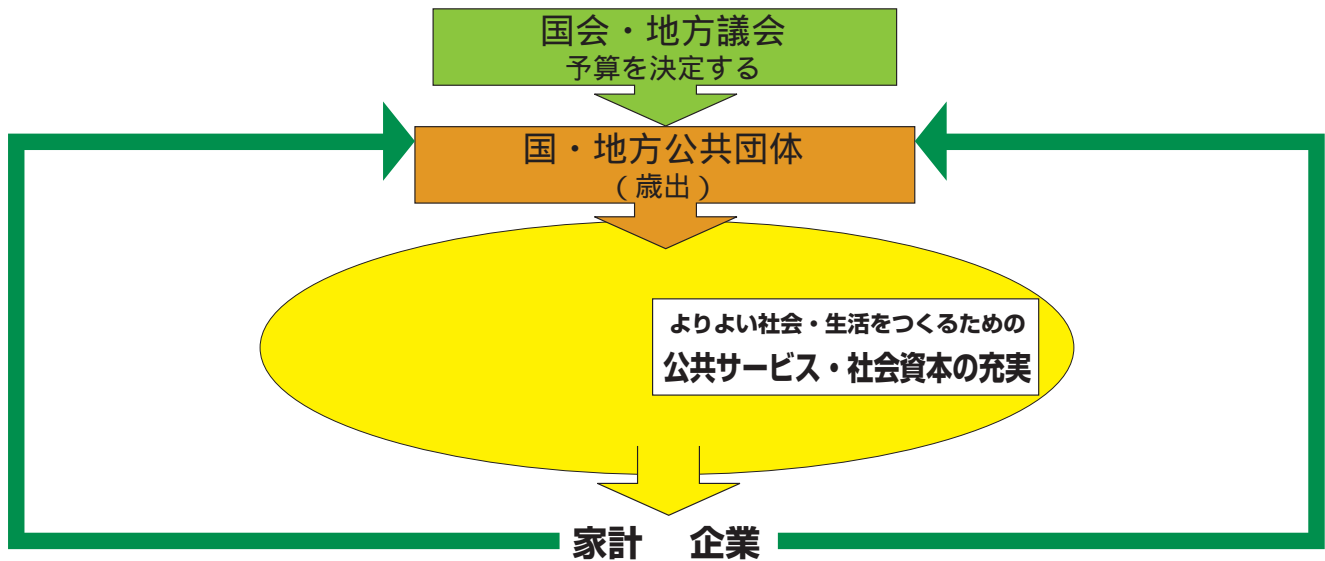 国会・地方議会
予算を決定する
国・地方公共団体
（歳出）
よりよい社会・生活をつくるための
公共サービス・社会資本の充実
家計　企業